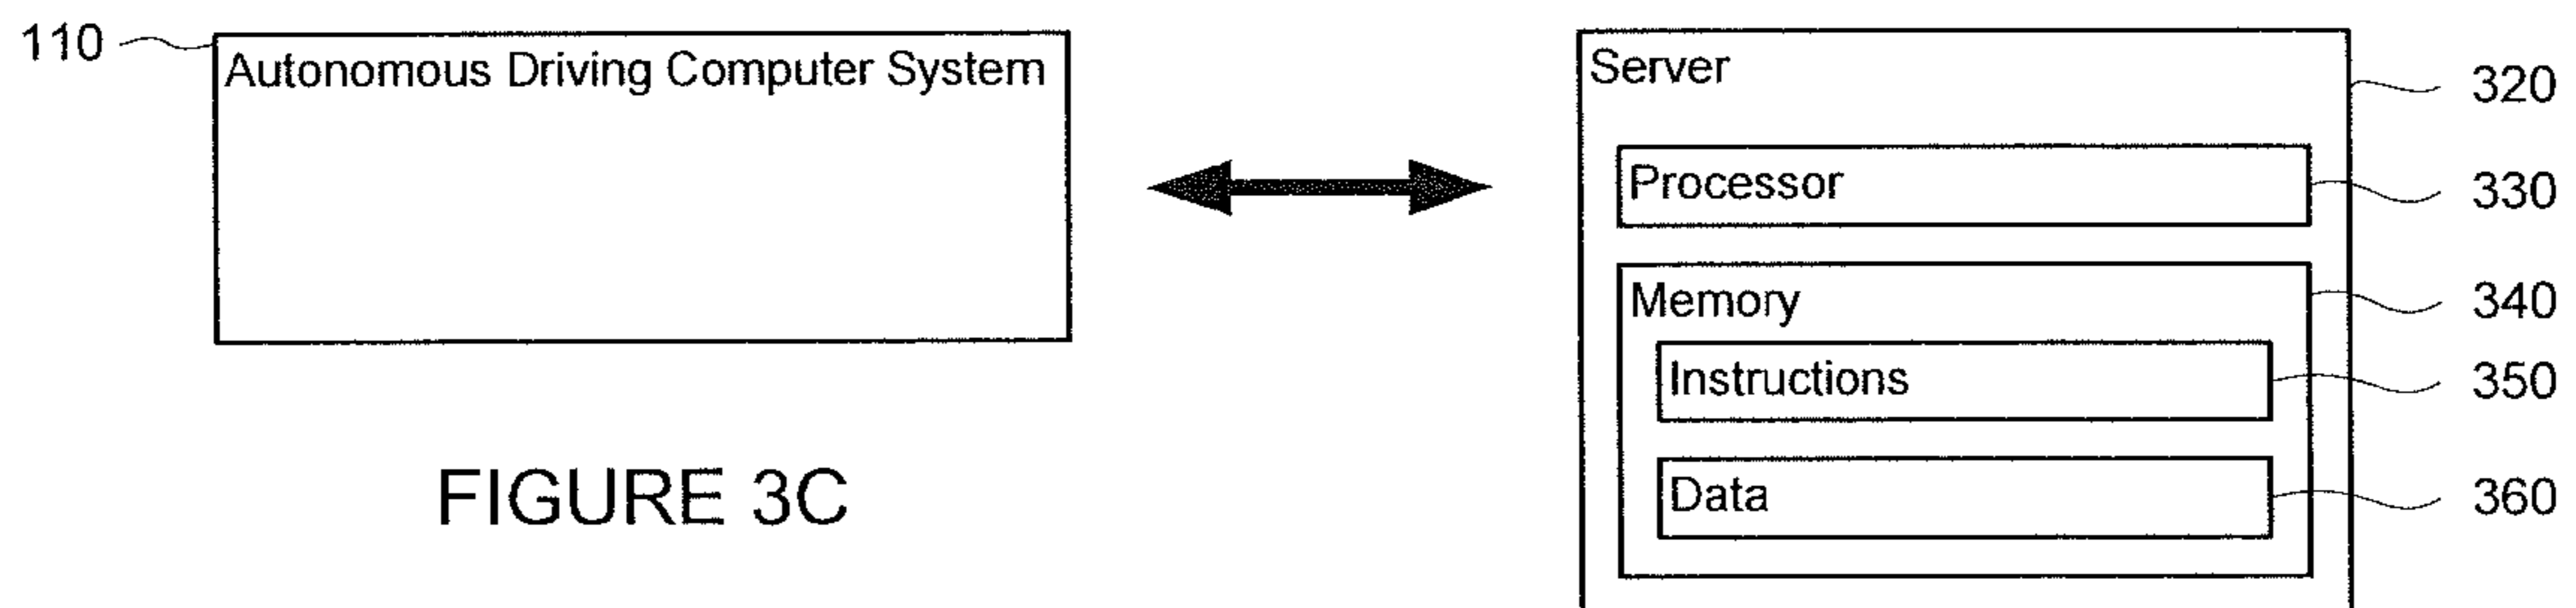 110
Autonomous Driving Computer System
Server
320
Processor
330
Memory
340
Instructions
350
Data
360
FIGURE 3C